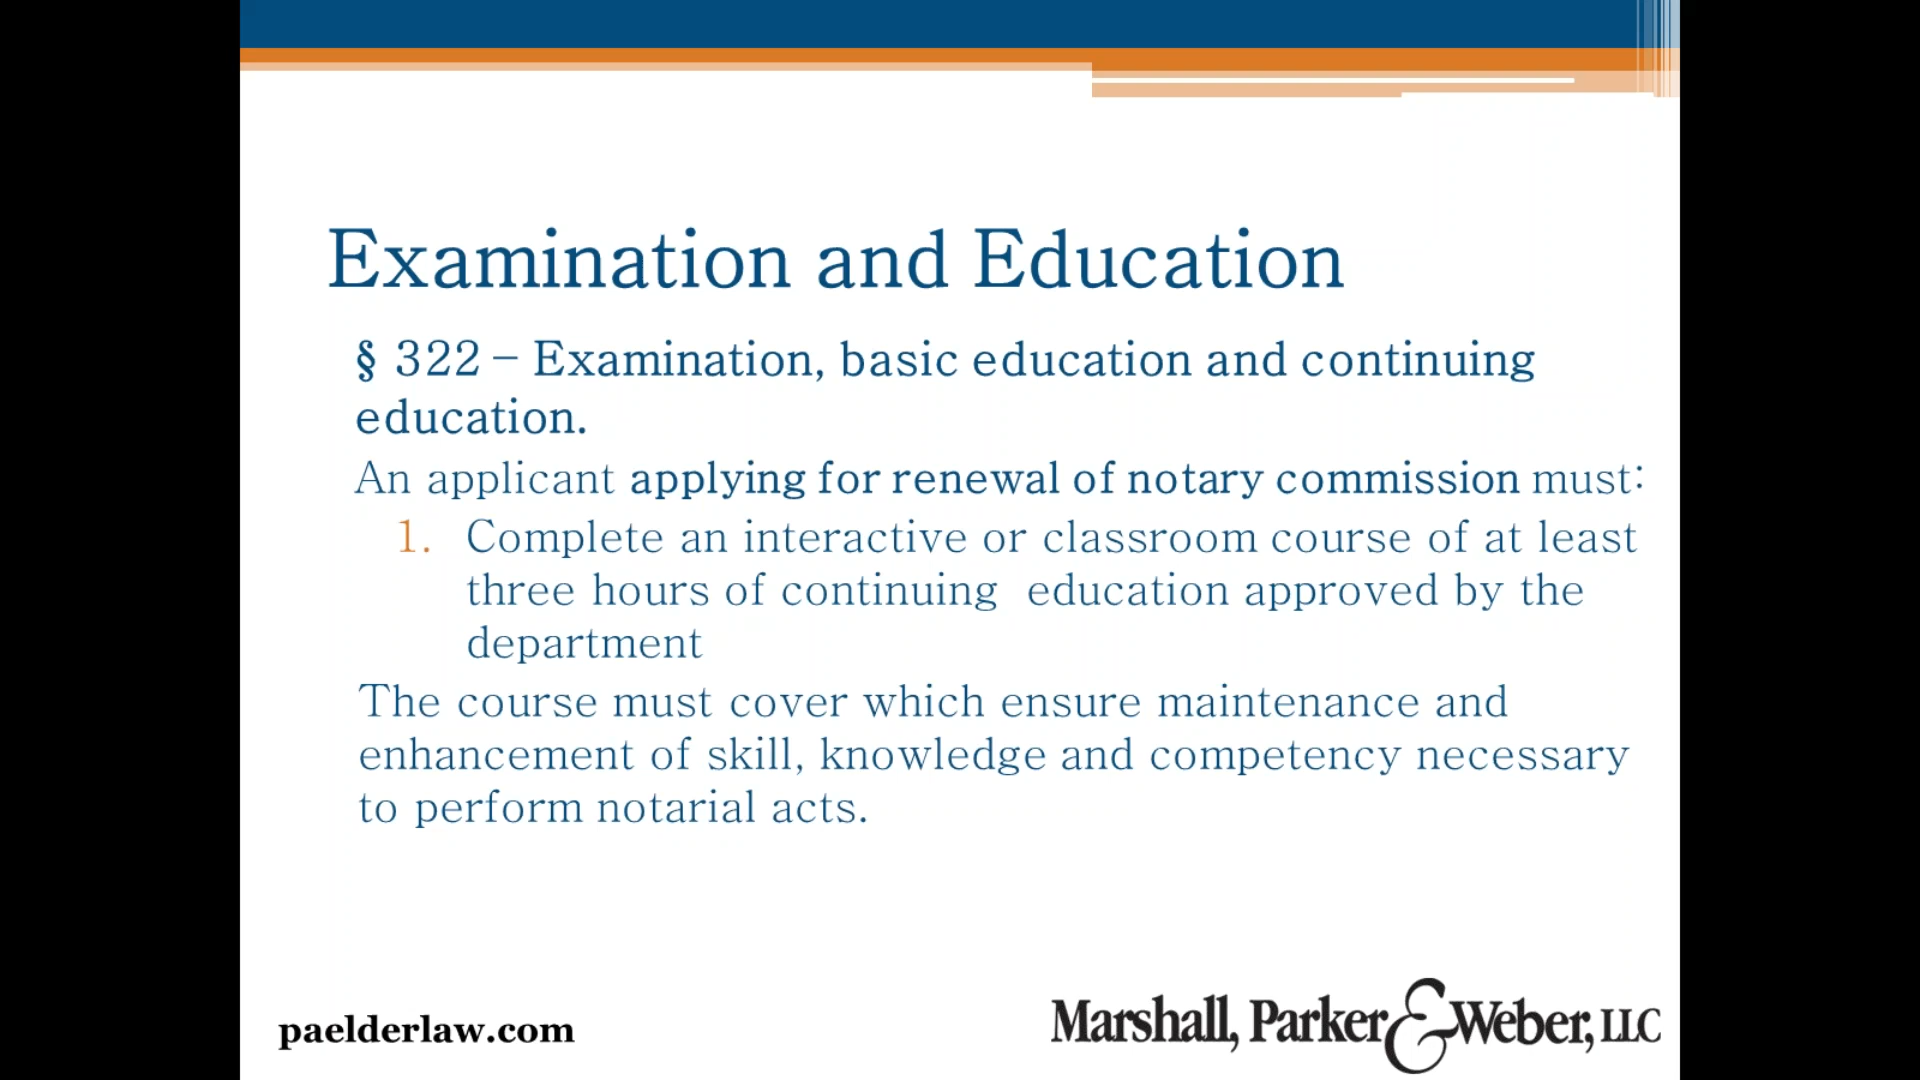 Examination and Education
§ 322 – Examination, basic education and continuing
education.
An applicant applying for renewal of notary commission must:
1. Complete an interactive or classroom course of at least
three hours of continuing education approved by the
department
The course must cover which ensure maintenance and
enhancement of skill, knowledge and competency necessary
to perform notarial acts.
paelderlaw.com
Marshall, Parker & Weber, LLC